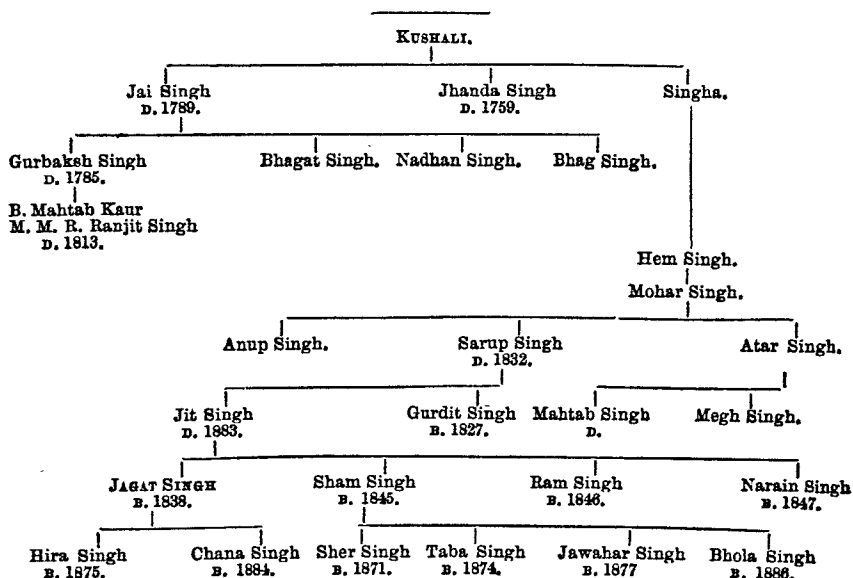 KUSHALI.
Jai Singh Jhanda Singh Singha.
D. 1789. D. 1759.
Gurbaksh Singh Bhagat Singh. Nadhan Singh. Bhag Singh.
D. 1785.
B. Mahtab Kaur
M. M. R. Ranjit Singh
D. 1813.
Hem Singh.
Mohar Singh.
Anup Singh. Sarup Singh Atar Singh.
D. 1832.
Jit Singh Gurdit Singh Mahtab Singh Megh Singh.
D. 1883. B. 1827. D.
JAGAT SINGH Sham Singh Ram Singh Narain Singh
B. 1838. B. 1845. B. 1846. B. 1847.
Hira Singh Chana Singh Sher Singh Taba Singh Jawahar Singh Bhola Singh
B. 1875. B. 1884. B. 1871. B. 1874. B. 1877 B. 1886.